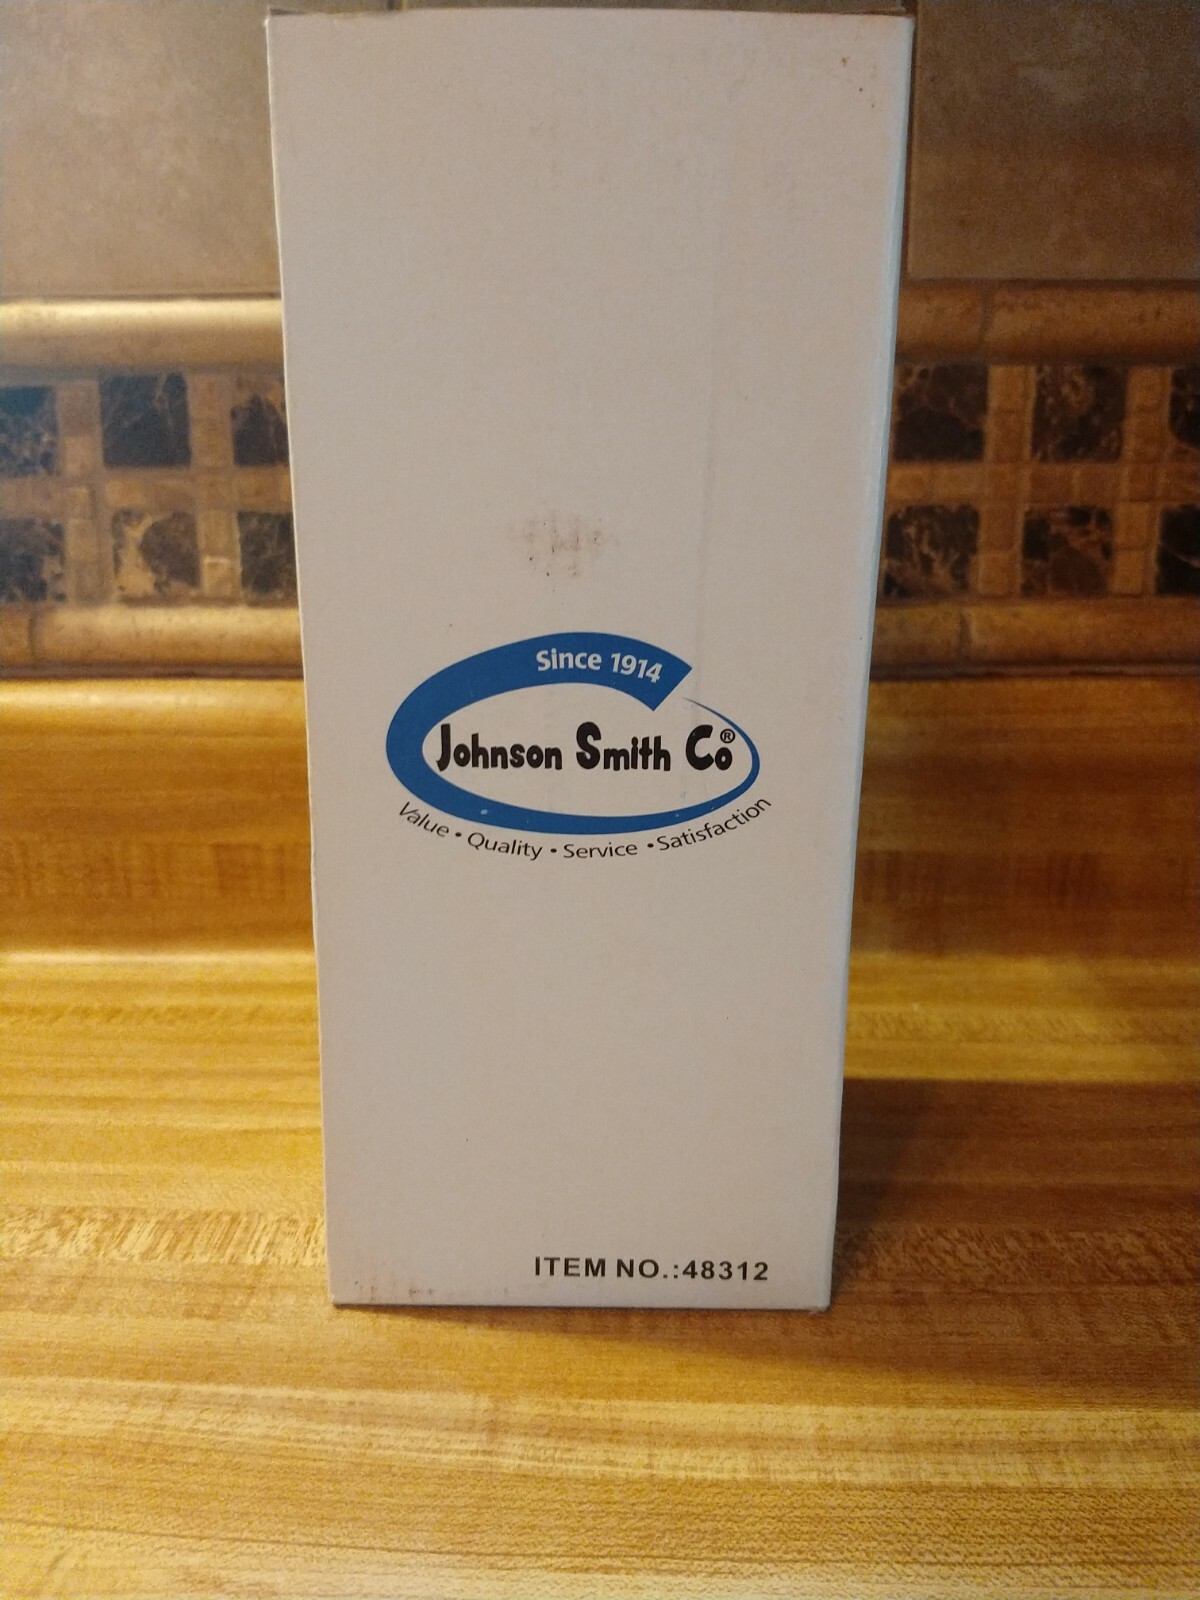 Since 1914
Johnson Smith Co®
Value • Quality • Service • Satisfaction
ITEM NO.:48312